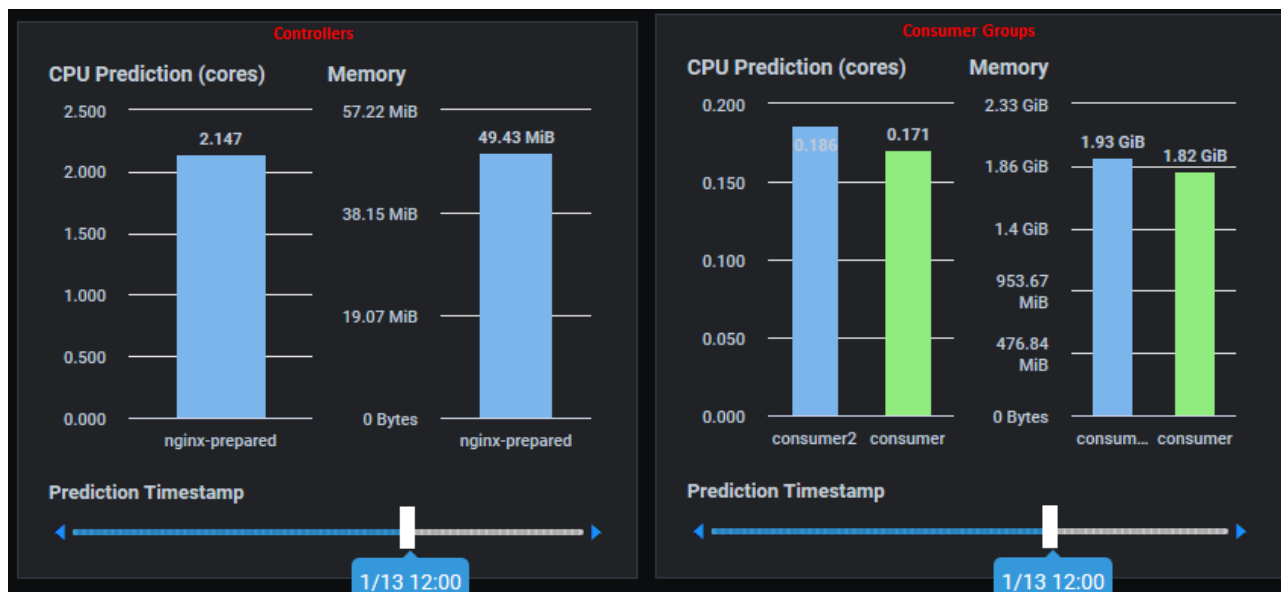 Controllers
CPU Prediction (cores)
Memory
2.500
2.000
1.500
1.000
0.500
0.000
2.147
nginx-prepared
57.22 MiB
38.15 MiB
19.07 MiB
0 Bytes
49.43 MiB
nginx-prepared
Prediction Timestamp
1/13 12:00
Consumer Groups
CPU Prediction (cores)
Memory
0.200
0.150
0.100
0.050
0.000
0.186
0.171
consumer2 consumer
2.33 GiB
1.86 GiB
1.4 GiB
953.67
MiB
476.84
MiB
0 Bytes
1.93 GiB
1.82 GiB
consum... consumer
Prediction Timestamp
1/13 12:00